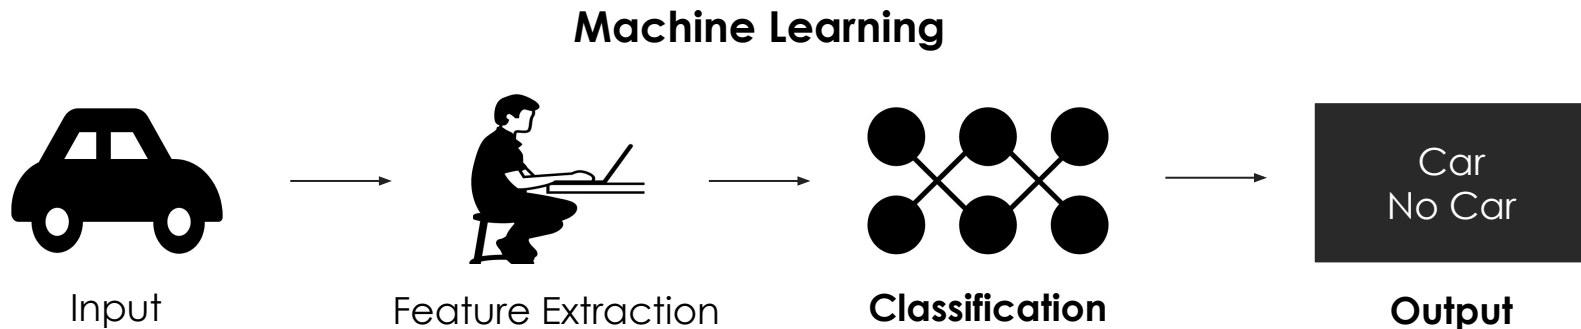 Machine Learning
Car
No Car
Input
Feature Extraction
Classification
Output